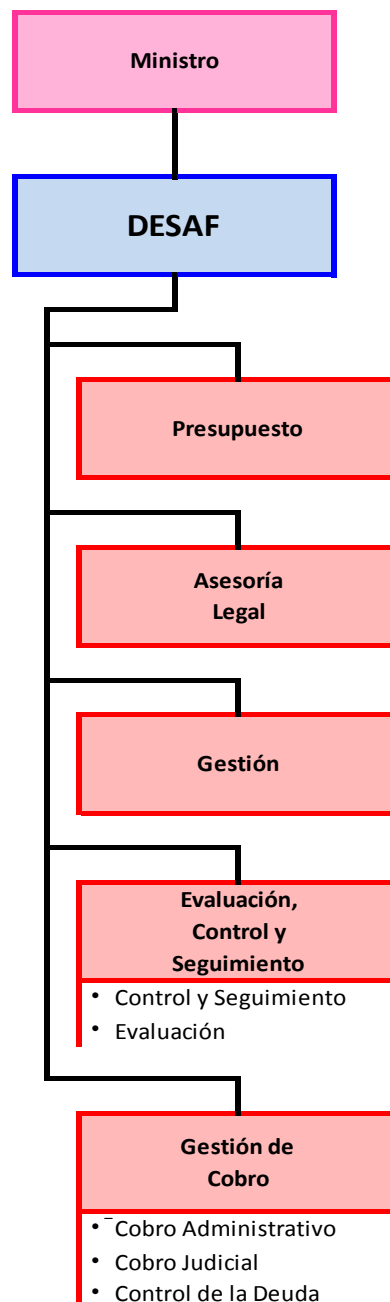 Ministro
DESAF
Presupuesto
Asesoría
Legal
Gestión
Evaluación,
Control y
Seguimiento
• Control y Seguimiento
• Evaluación
Gestión de
Cobro
• Cobro Administrativo
• Cobro Judicial
• Control de la Deuda